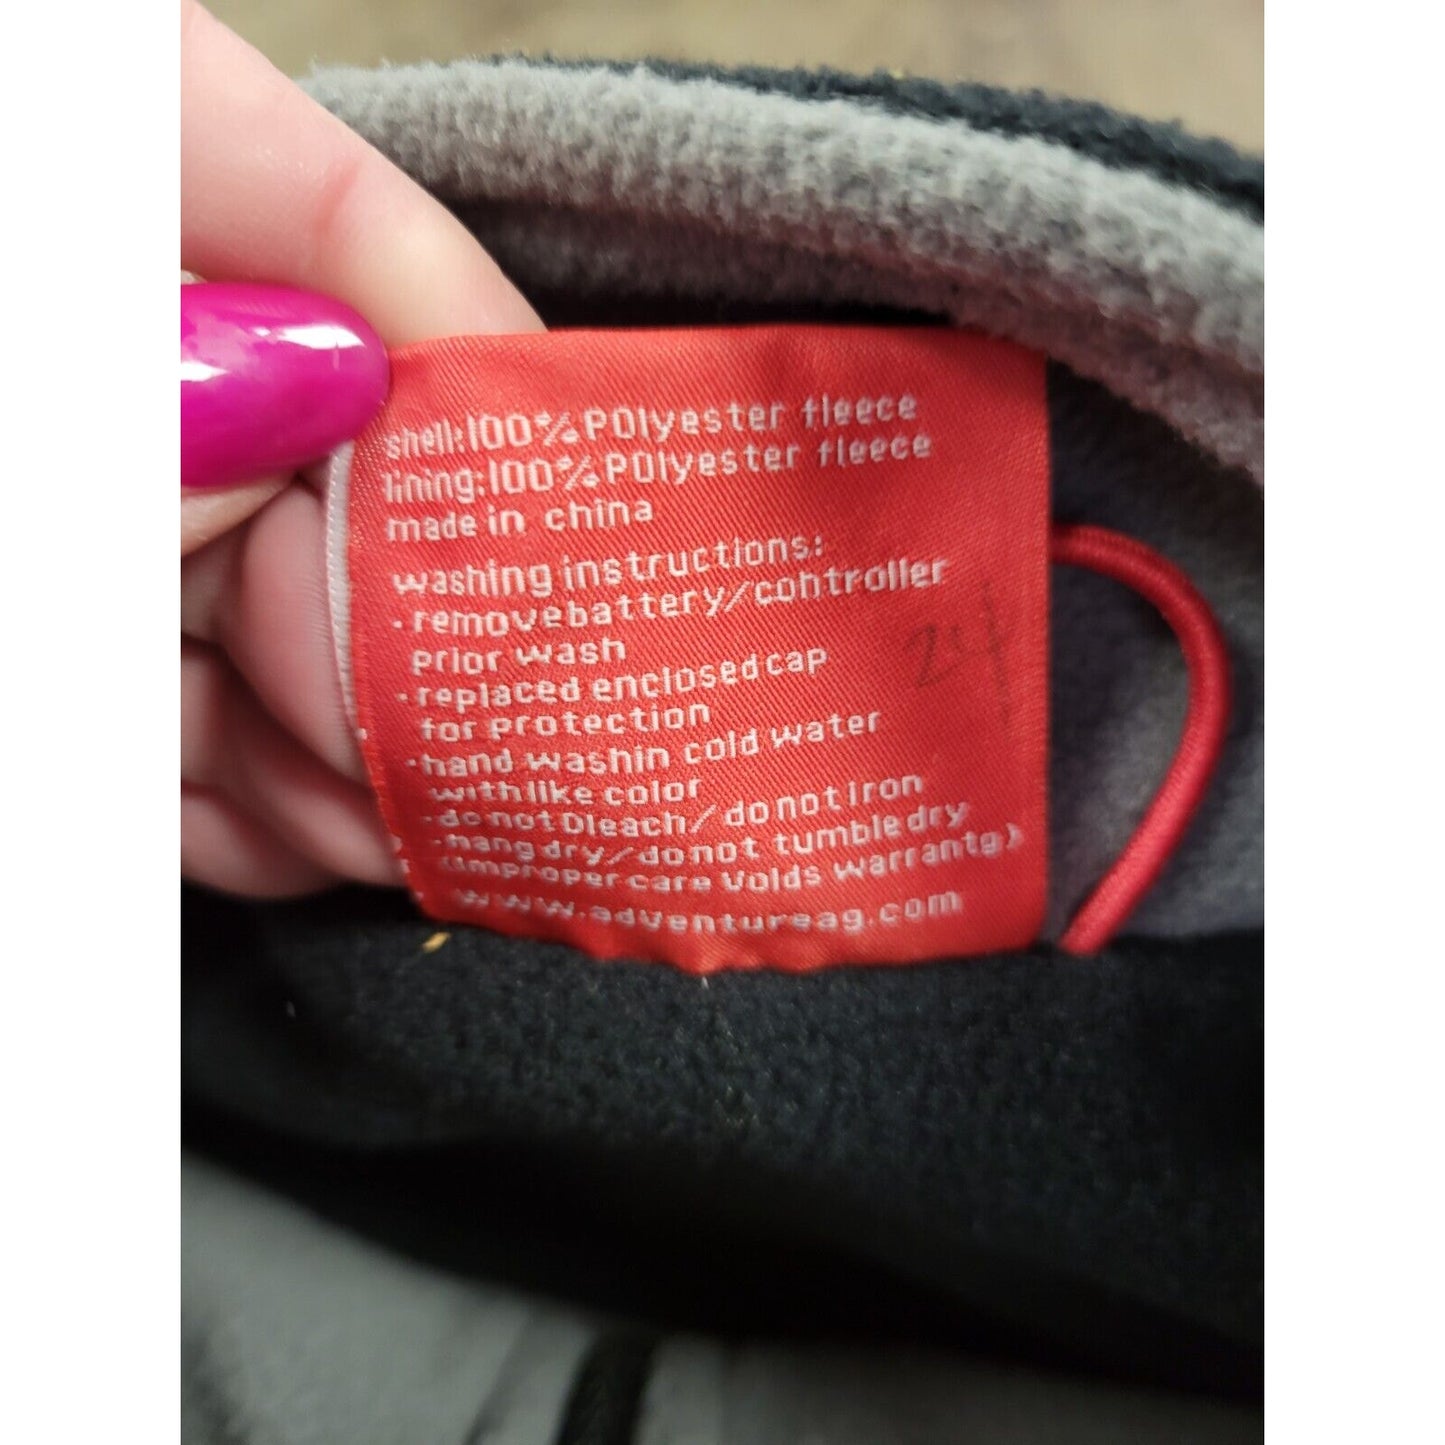 shell:100%POlyester fleece
lining:100%POlyester fleece
made in china
washing instructions:
·removebattery/controller
prior wash
·replaced enclosedcap
for protection
·hand washin cold water
withlike color
·do not bleach/do not iron
·hang dry/do not tumble dry
(improper care voids warranty)
www.adventureag.com